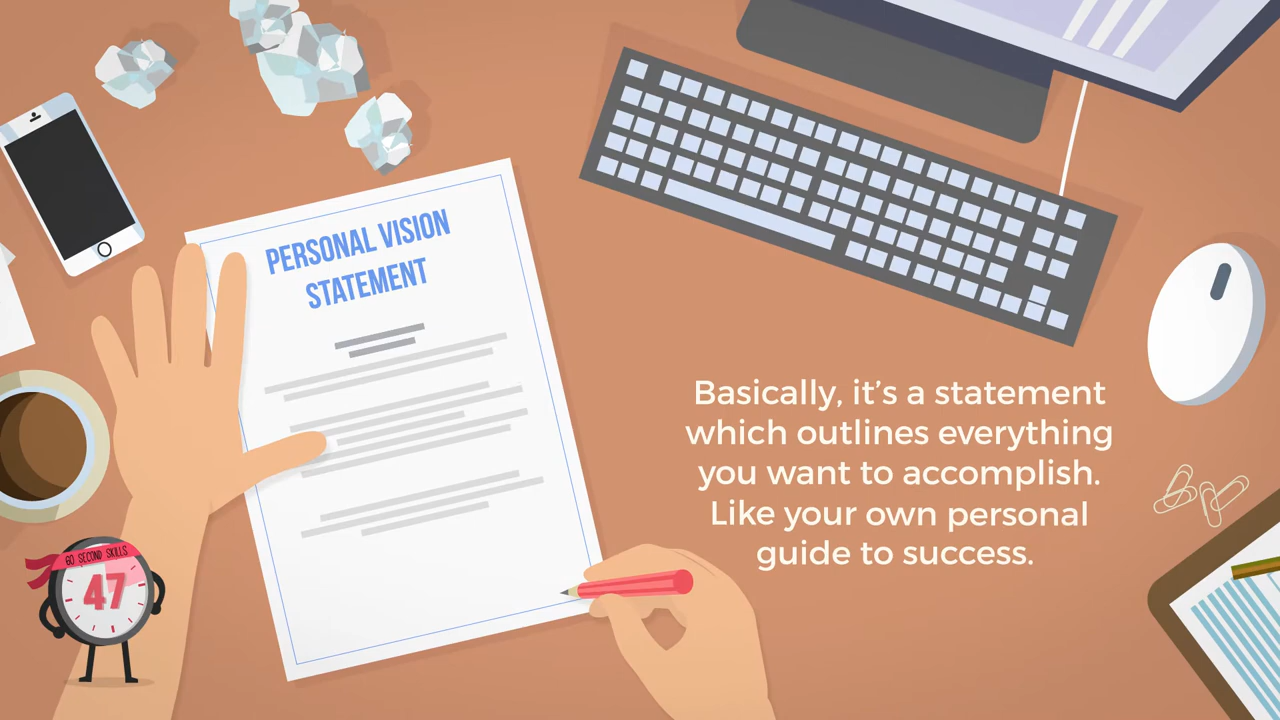 PERSONAL VISION
STATEMENT
Basically, it's a statement
which outlines everything
you want to accomplish.
Like your own personal
guide to success.
60 SECOND SKILLS
47